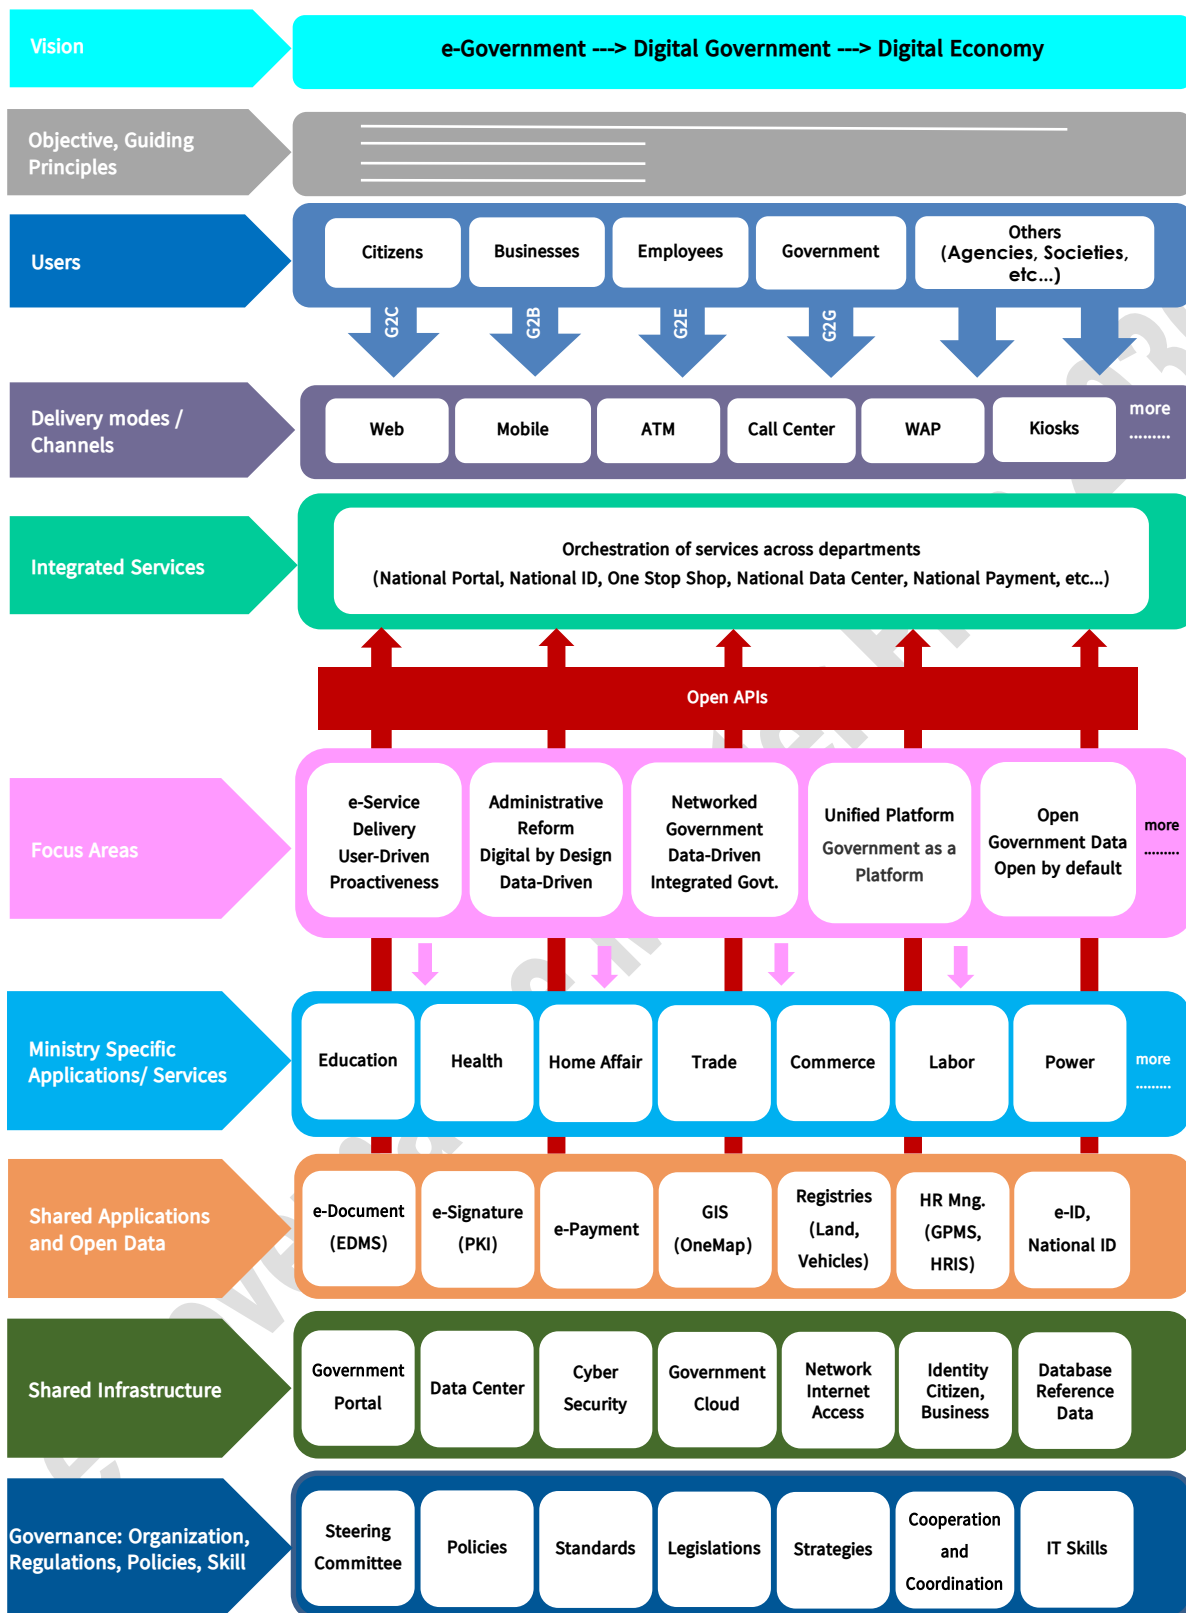 Vision
e-Government ---> Digital Government ---> Digital Economy
Objective, Guiding
Principles
Users
Citizens
Businesses
Employees
Government
Others
(Agencies, Societies,
etc...)
G2C
G2B
G2E
G2G
Delivery modes /
Channels
Web
Mobile
ATM
Call Center
WAP
Kiosks
more
.........
Integrated Services
Orchestration of services across departments
(National Portal, National ID, One Stop Shop, National Data Center, National Payment, etc...)
Open APIs
Focus Areas
e-Service
Delivery
User-Driven
Proactiveness
Administrative
Reform
Digital by Design
Data-Driven
Networked
Government
Data-Driven
Integrated Govt.
Unified Platform
Government as a
Platform
Open
Government Data
Open by default
more
.........
Ministry Specific
Applications/ Services
Education
Health
Home Affair
Trade
Commerce
Labor
Power
more
.........
Shared Applications
and Open Data
e-Document
(EDMS)
e-Signature
(PKI)
e-Payment
GIS
(OneMap)
Registries
(Land,
Vehicles)
HR Mng.
(GPMS,
HRIS)
e-ID,
National ID
Shared Infrastructure
Government
Portal
Data Center
Cyber
Security
Government
Cloud
Network
Internet
Access
Identity
Citizen,
Business
Database
Reference
Data
Governance: Organization,
Regulations, Policies, Skill
Steering
Committee
Policies
Standards
Legislations
Strategies
Cooperation
and
Coordination
IT Skills